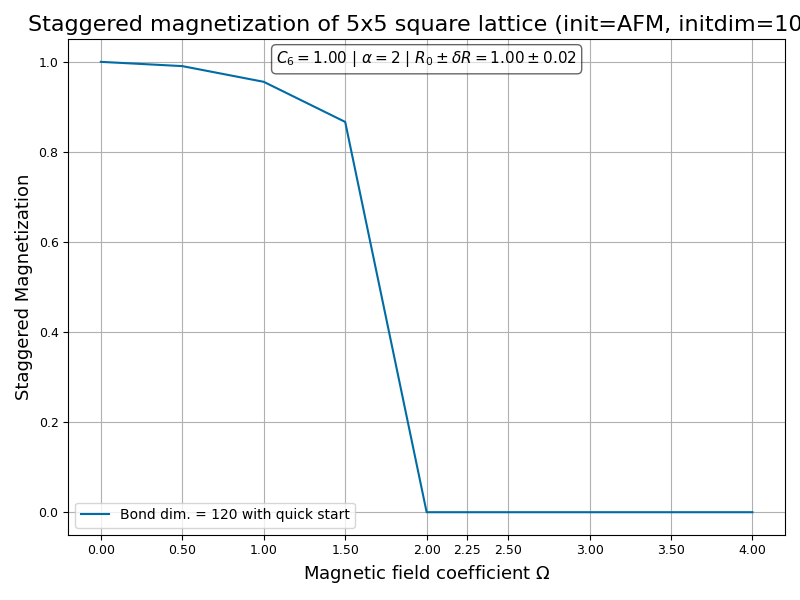 Staggered magnetization of 5x5 square lattice (init=AFM, initdim=10
C₆ = 1.00 | α = 2 | R₀ ± δR = 1.00 ± 0.02
Staggered Magnetization
1.0
0.8
0.6
0.4
0.2
0.0
Bond dim. = 120 with quick start
0.00 0.50 1.00 1.50 2.00 2.25 2.50 3.00 3.50 4.00
Magnetic field coefficient Ω